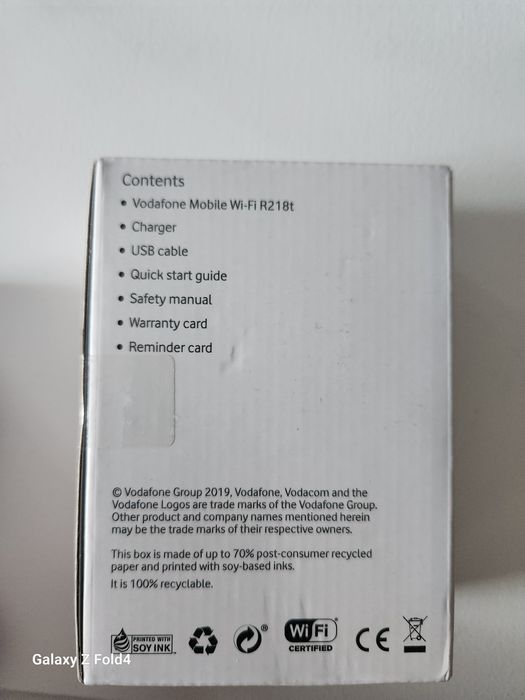 Contents
• Vodafone Mobile Wi-Fi R218t
• Charger
• USB cable
• Quick start guide
• Safety manual
• Warranty card
• Reminder card
© Vodafone Group 2019, Vodafone, Vodacom and the
Vodafone Logos are trade marks of the Vodafone Group.
Other product and company names mentioned herein
may be the trade marks of their respective owners.
This box is made of up to 70% post-consumer recycled
paper and printed with soy-based inks.
It is 100% recyclable.
PRINTED WITH
SOY INK
®
Wi Fi
CERTIFIED
CE
Galaxy Z Fold4